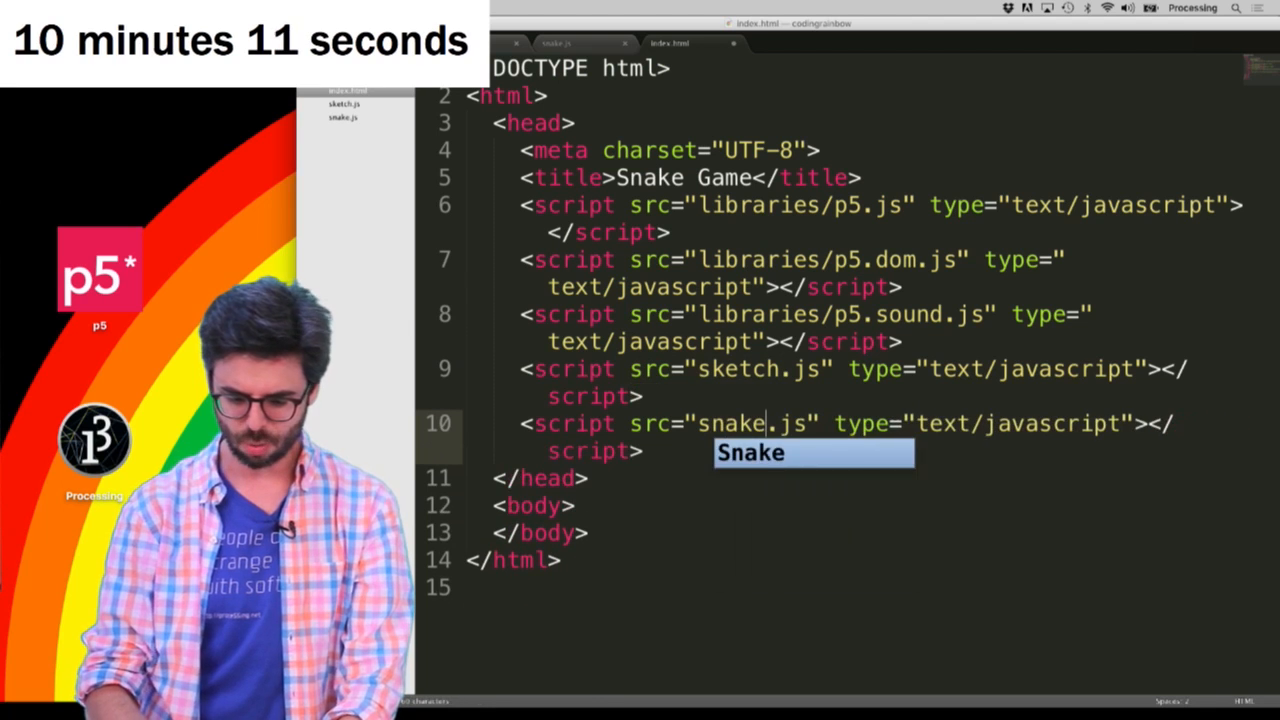 10 minutes 11 seconds
Processing
index.html — codingrainbow
snake.js
index.html
DOCTYPE html>
index.html
sketch.js
snake.js
2 <html>
3 <head>
4 <meta charset="UTF-8">
5 <title>Snake Game</title>
6 <script src="libraries/p5.js" type="text/javascript">
</script>
7 <script src="libraries/p5.dom.js" type="
text/javascript"></script>
8 <script src="libraries/p5.sound.js" type="
text/javascript"></script>
9 <script src="sketch.js" type="text/javascript"></
script>
10 <script src="snake.js" type="text/javascript"></
script>
Snake
11 </head>
12 <body>
13 </body>
14 </html>
15
p5*
p5
Processing
eople
range
with soft
characters
Spaces: 2
HTML